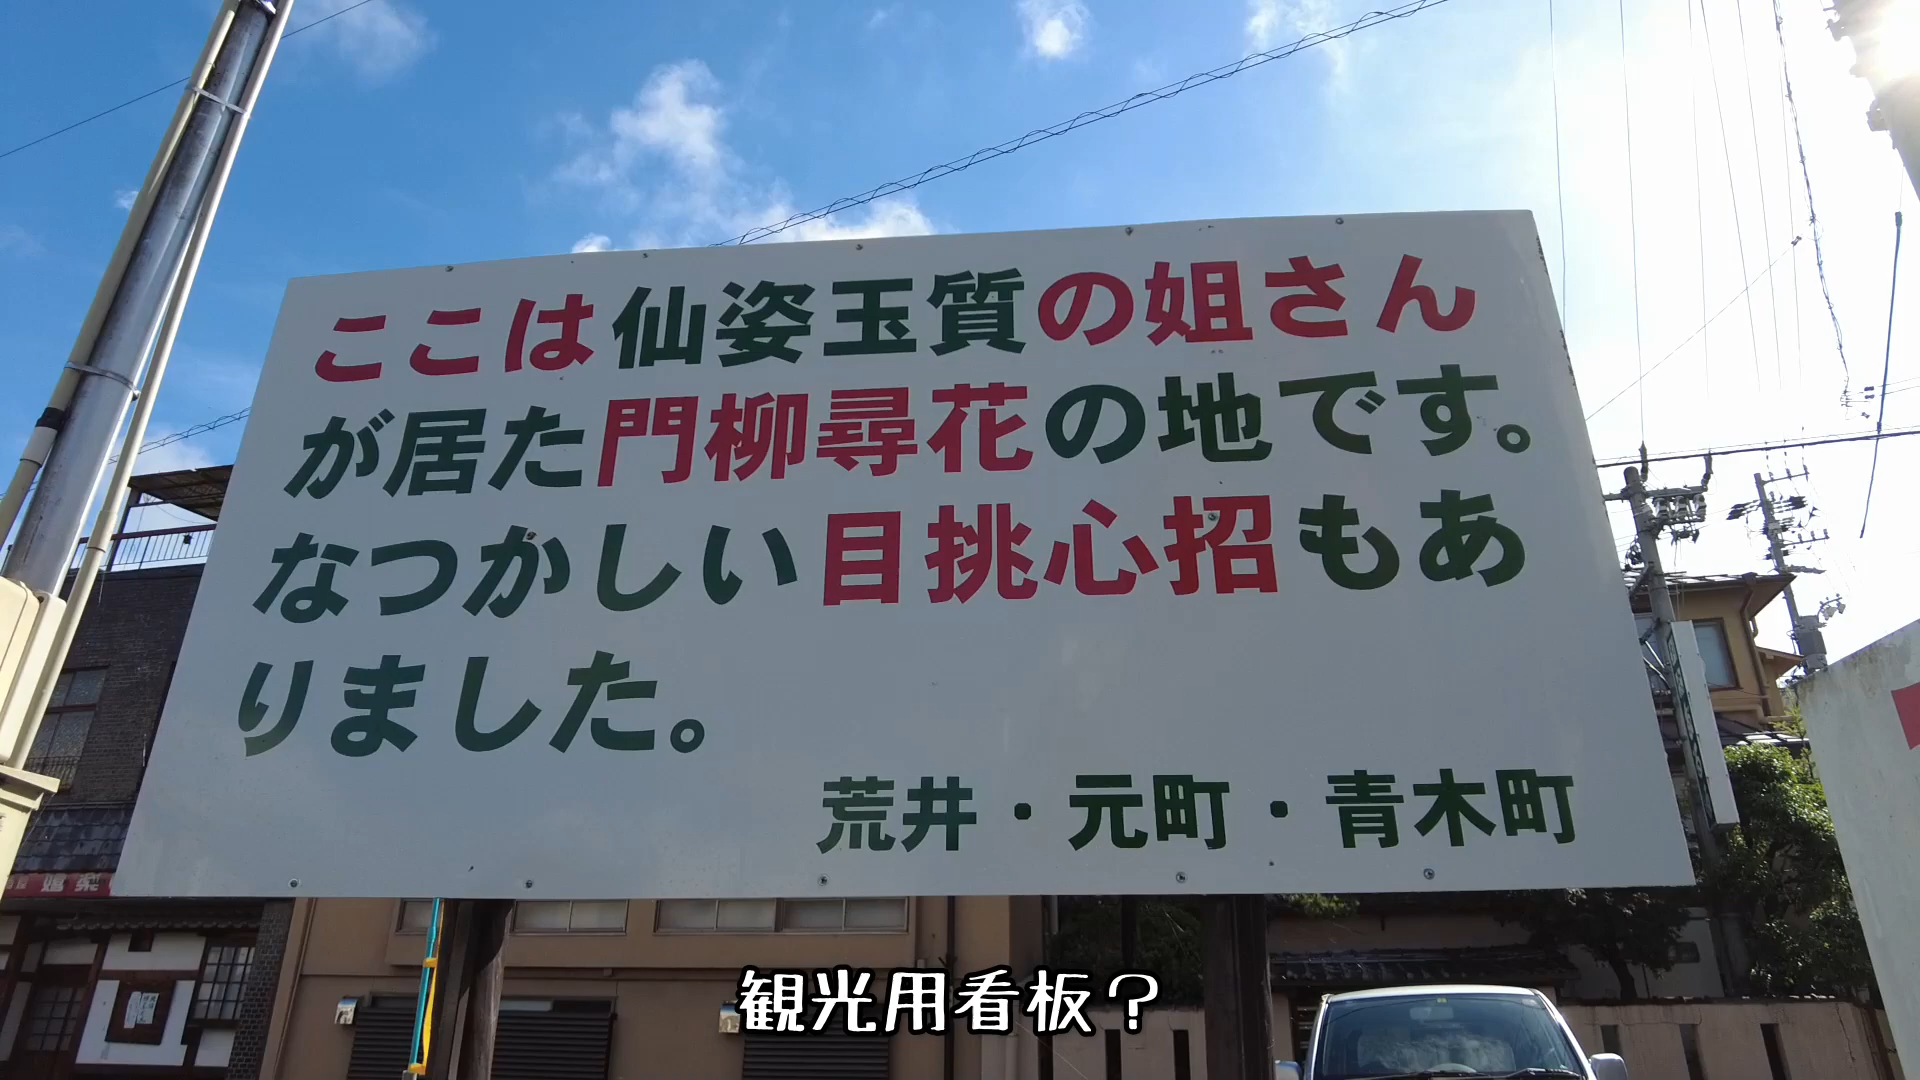 ここは仙姿玉質の姐さん
が居た門柳尋花の地です。
なつかしい目挑心招もあ
りました。
荒井・元町・青木町
観光用看板？